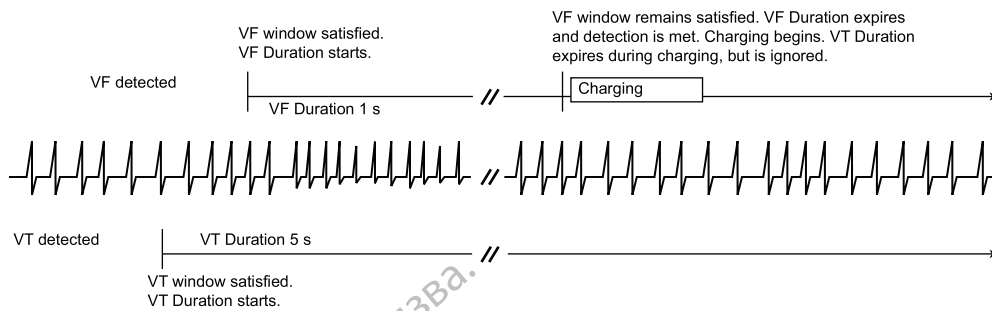 VF window satisfied.
VF Duration starts.
VF window remains satisfied. VF Duration expires
and detection is met. Charging begins. VT Duration
expires during charging, but is ignored.
VF detected
Charging
VF Duration 1 s
VT detected
VT Duration 5 s
VT window satisfied.
VT Duration starts.